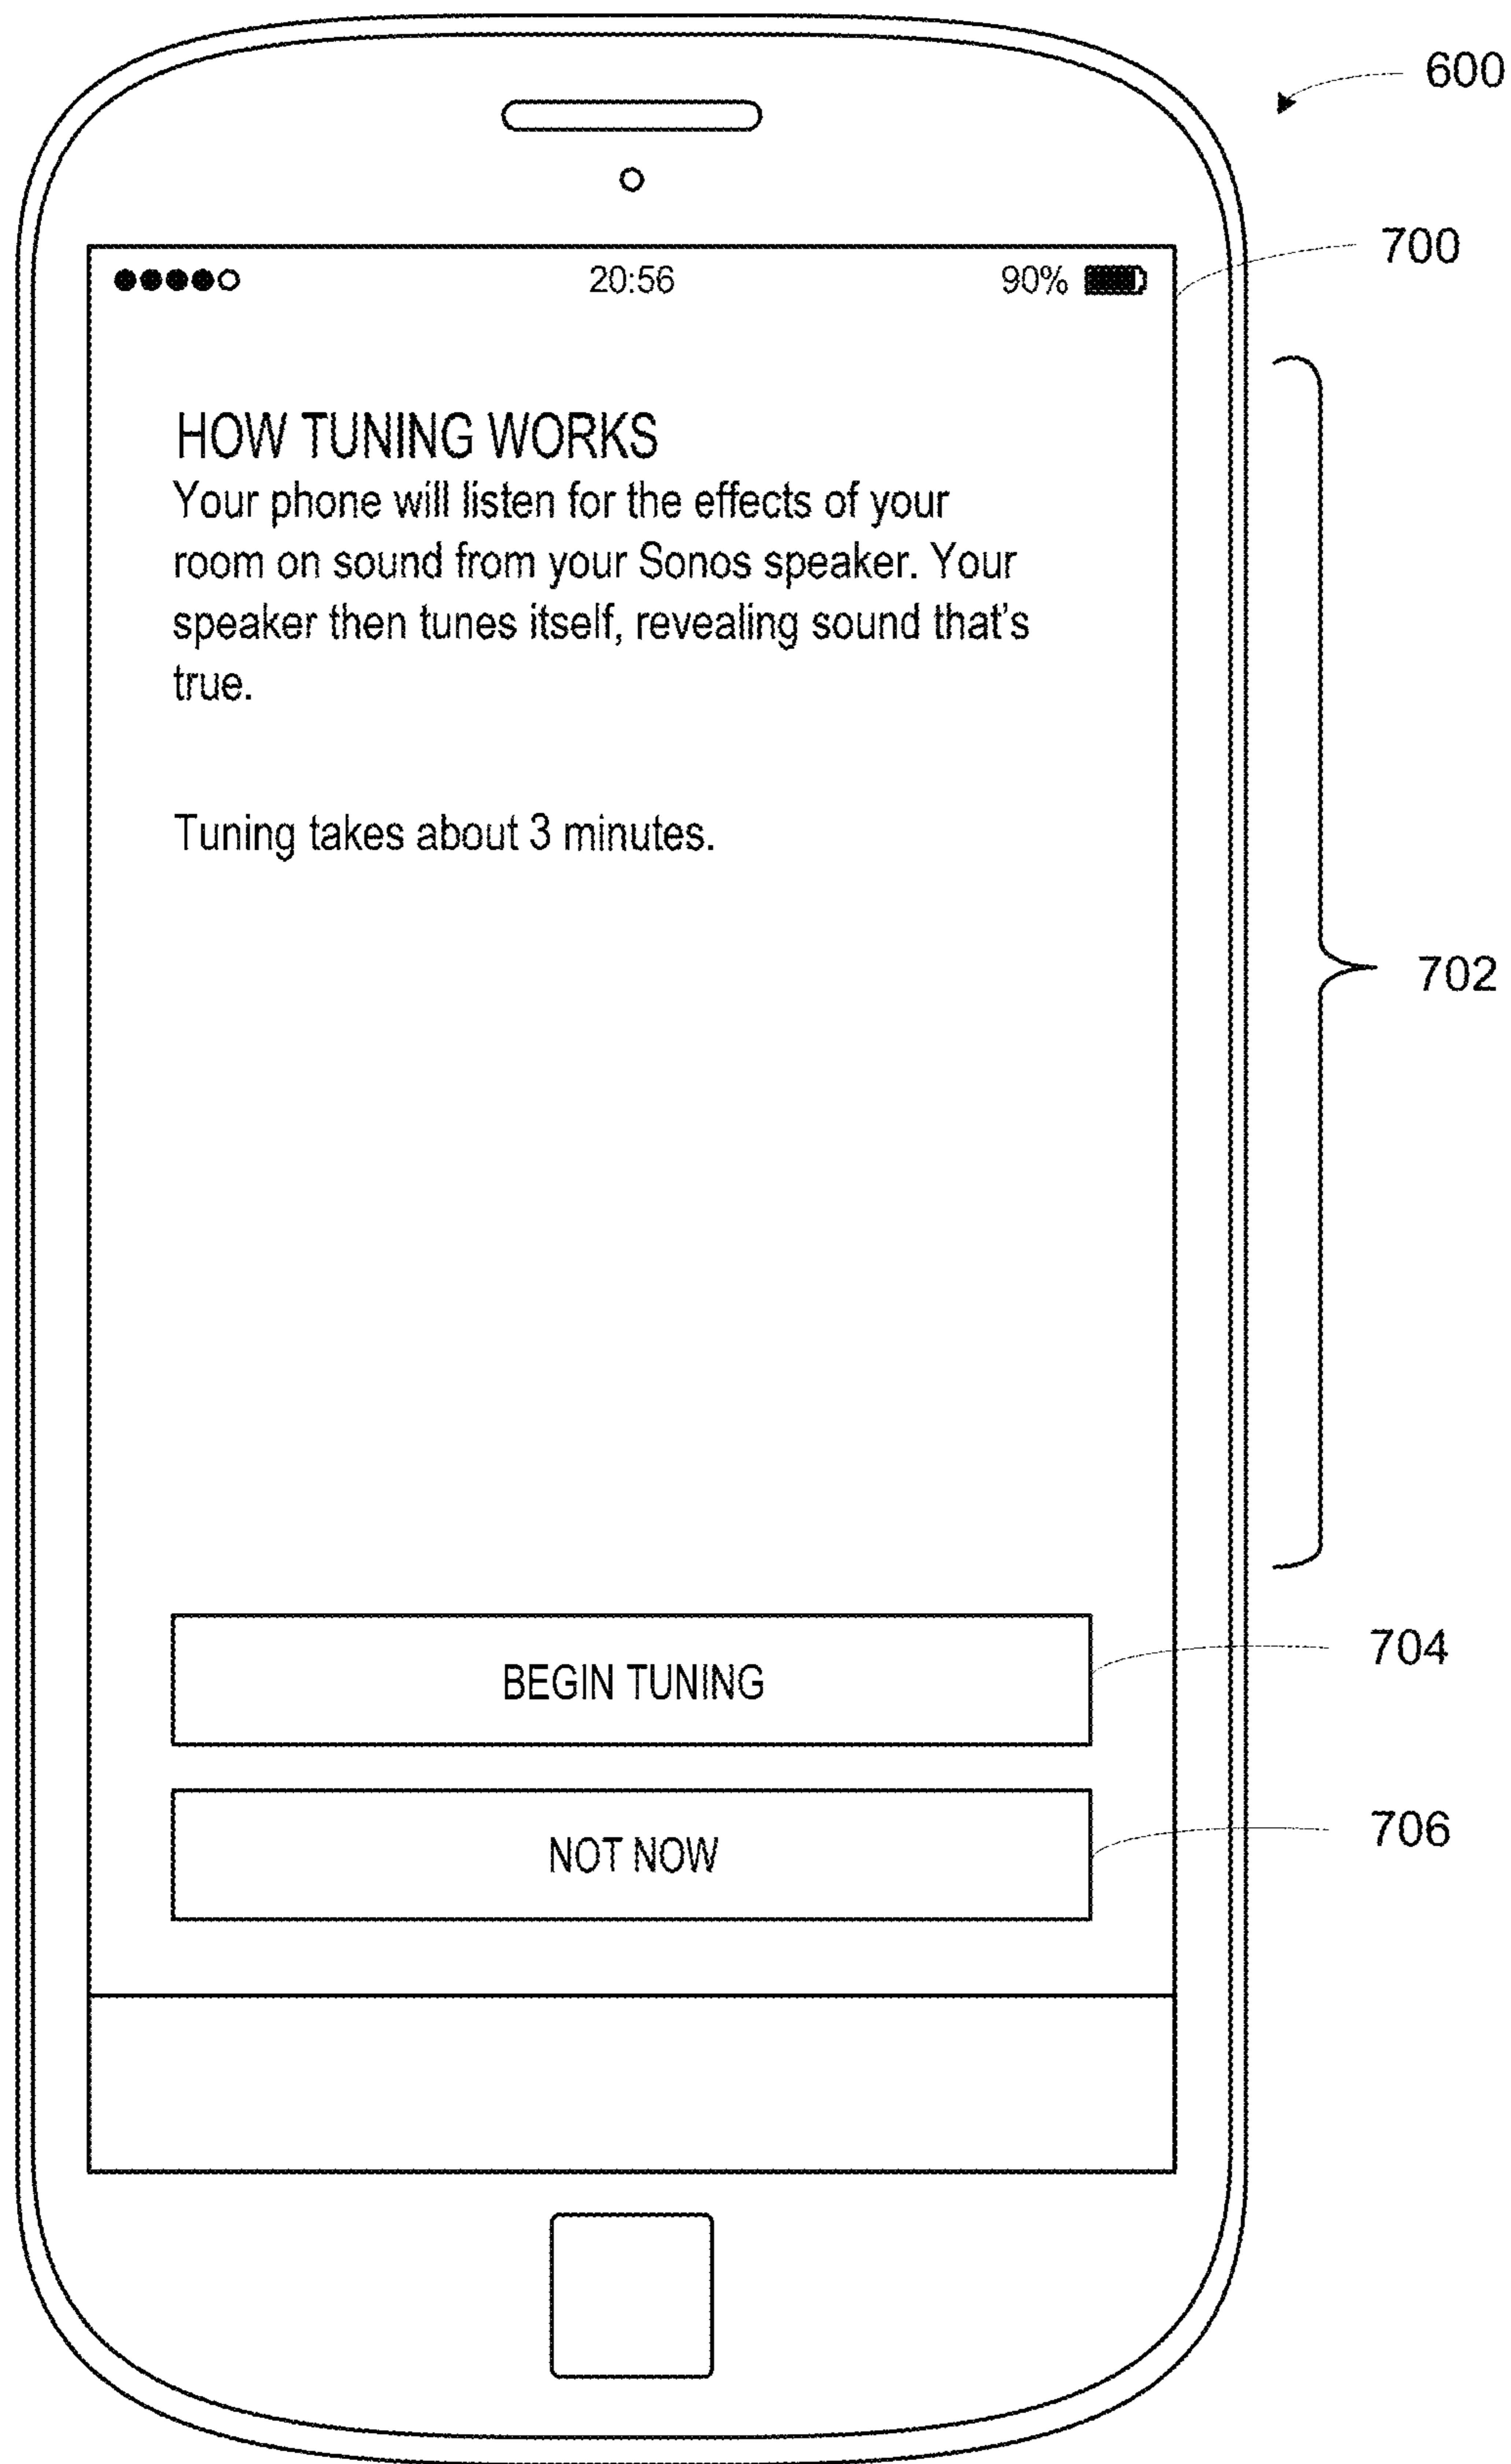 600
700
20:56 90%
HOW TUNING WORKS
Your phone will listen for the effects of your
room on sound from your Sonos speaker. Your
speaker then tunes itself, revealing sound that's
true.
Tuning takes about 3 minutes.
702
BEGIN TUNING
704
NOT NOW
706